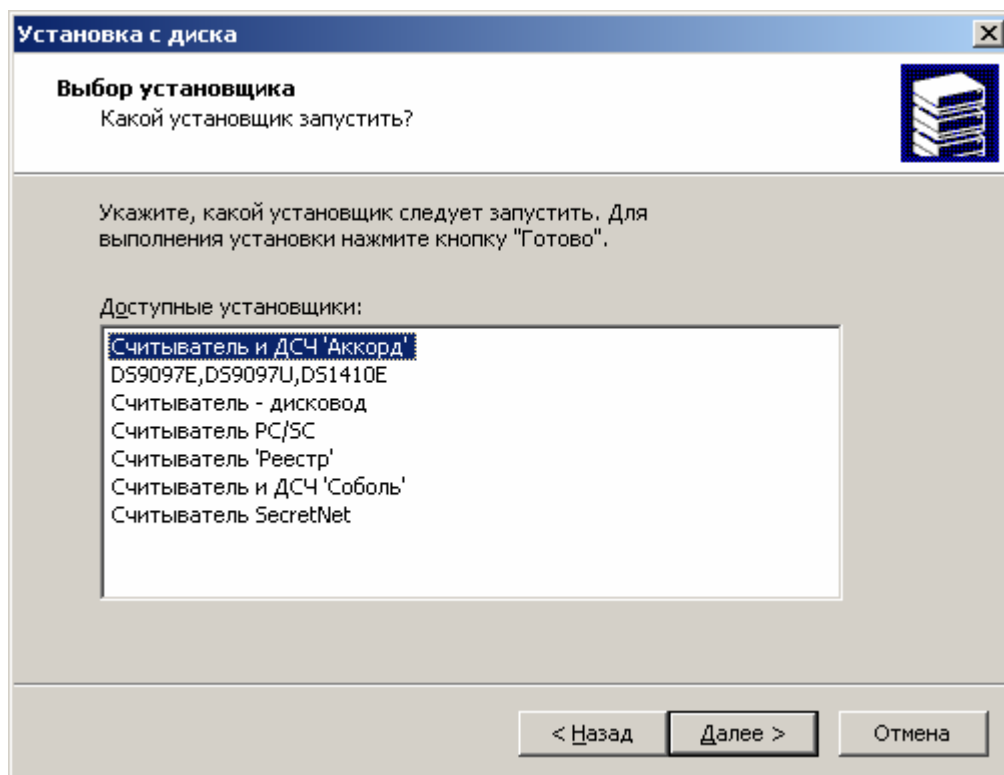 Установка с диска
Выбор установщика
Какой установщик запустить?
Укажите, какой установщик следует запустить. Для
выполнения установки нажмите кнопку "Готово".
Доступные установщики:
Считыватель и ДСЧ 'Аккорд'
DS9097E,DS9097U,DS1410E
Считыватель - дисковод
Считыватель PC/SC
Считыватель 'Реестр'
Считыватель и ДСЧ 'Соболь'
Считыватель SecretNet
< Назад
Далее >
Отмена